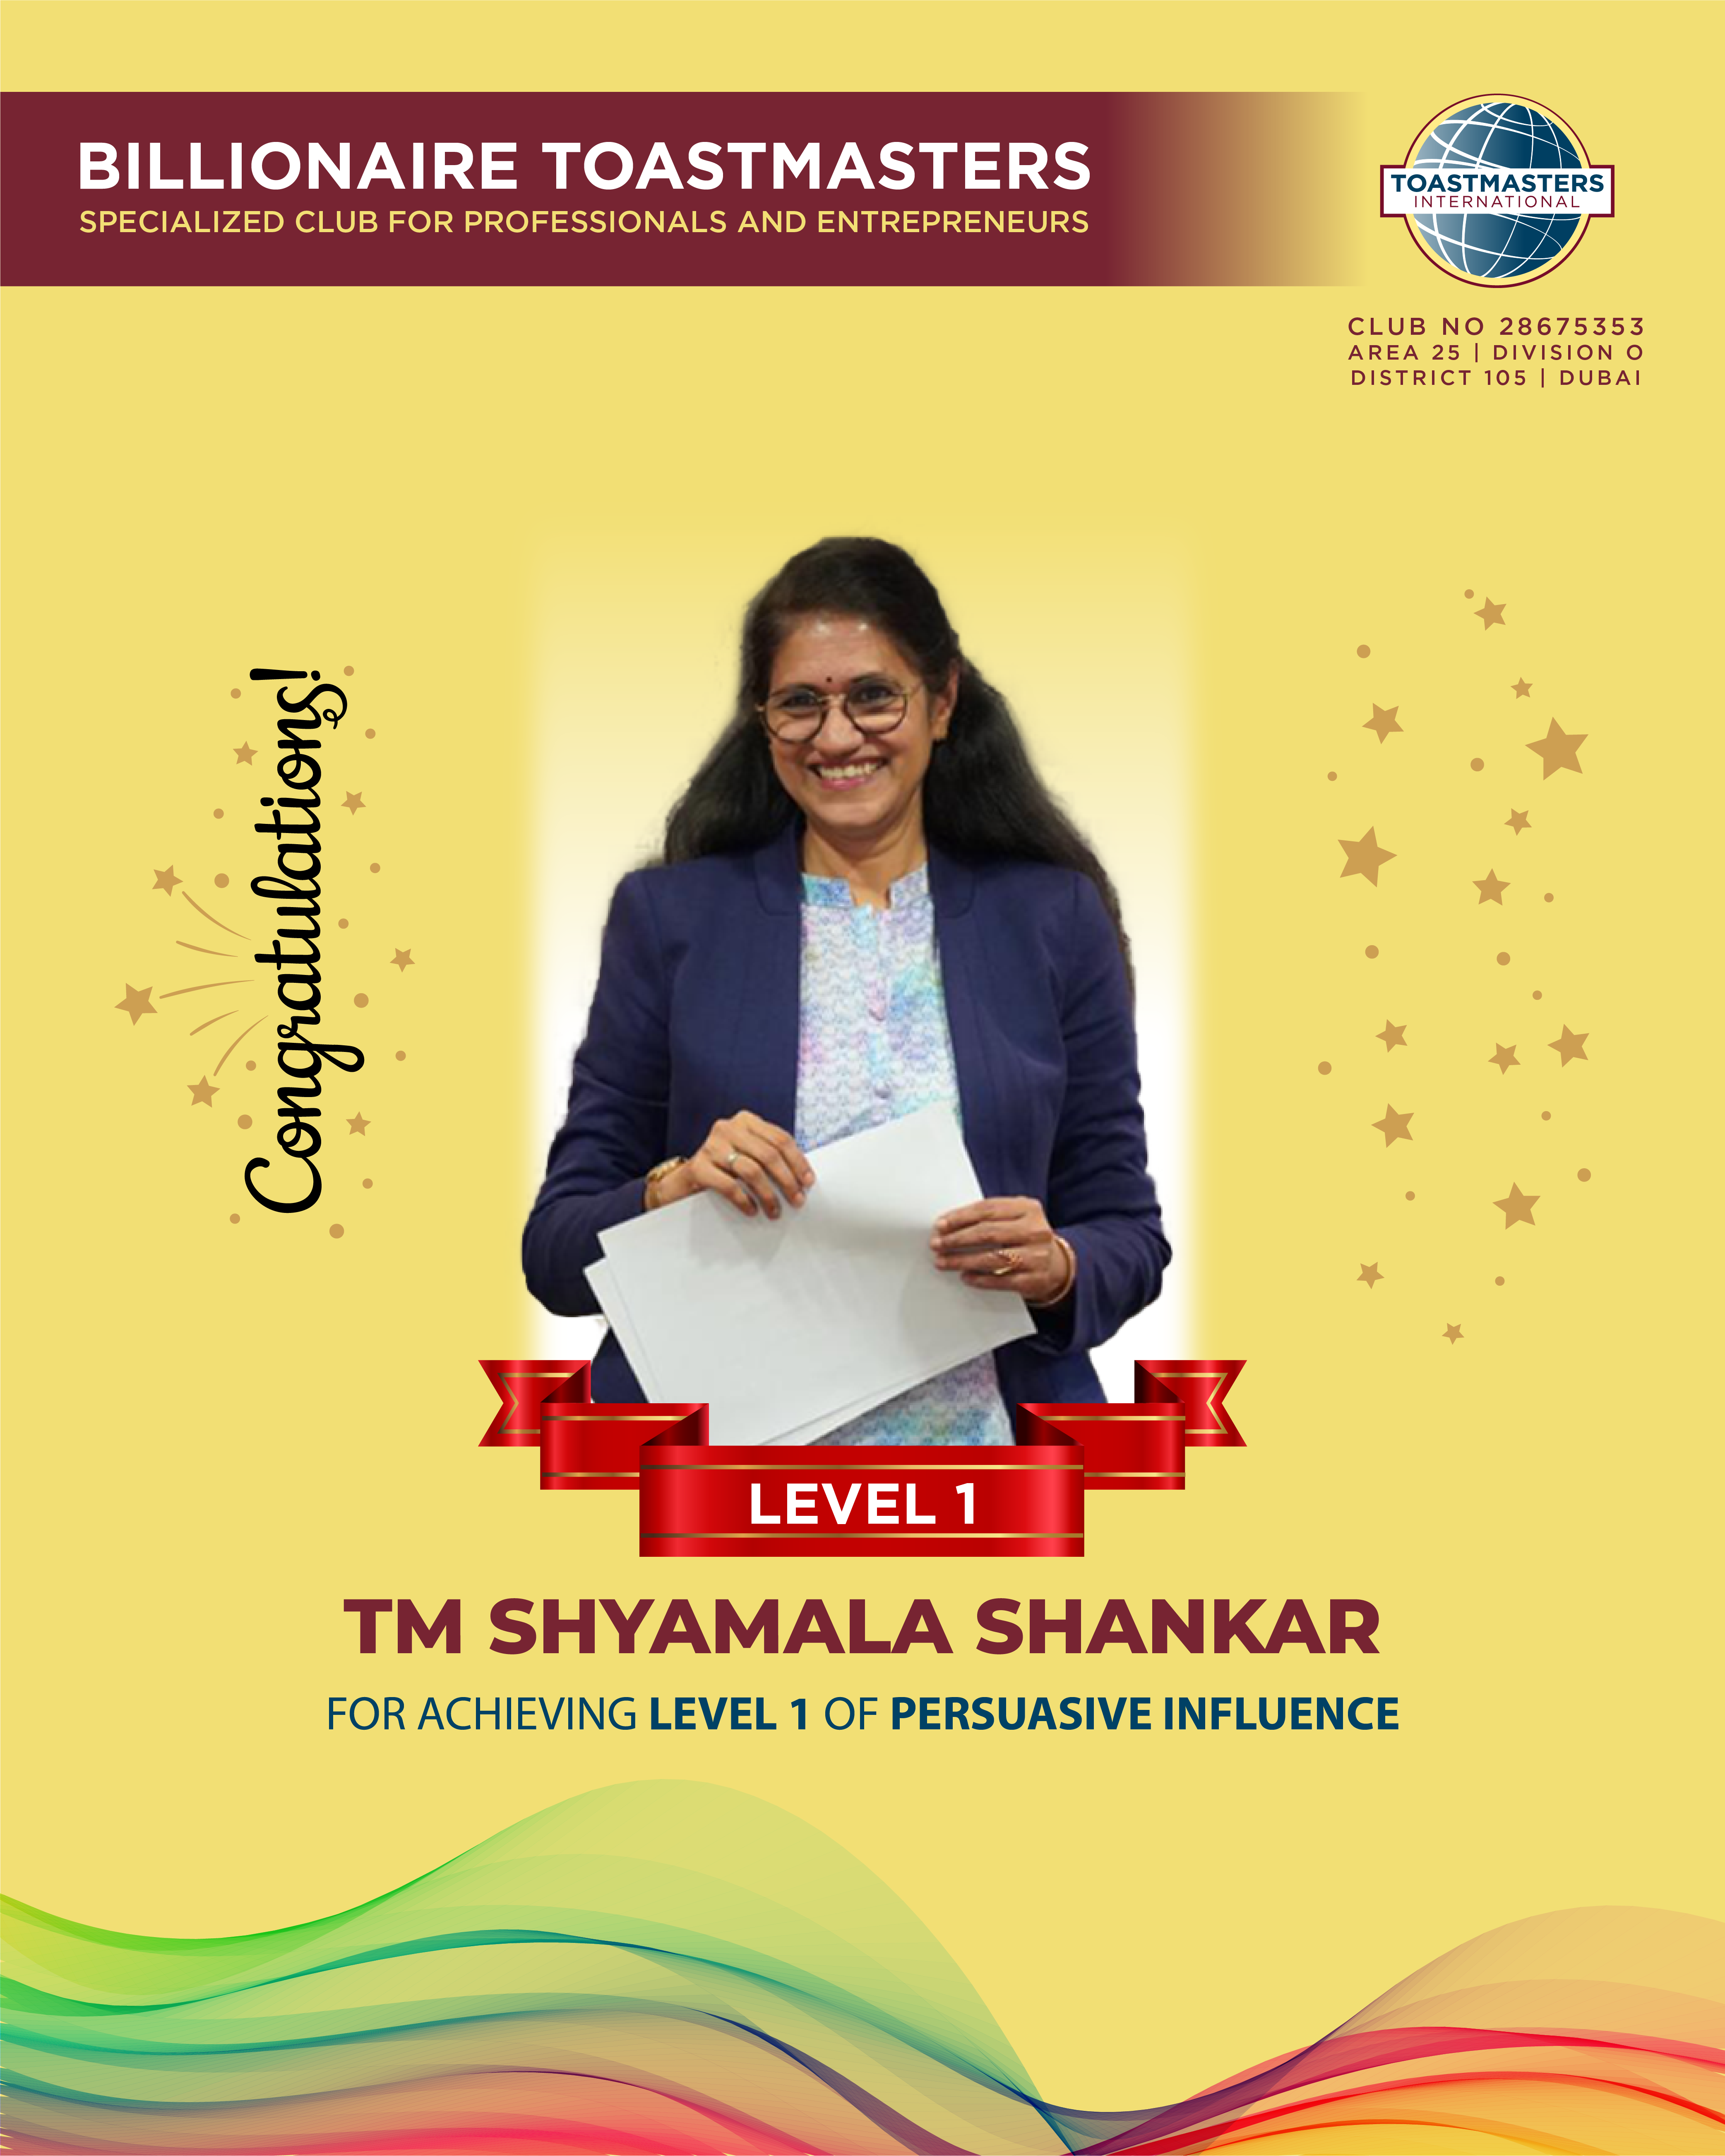 BILLIONAIRE TOASTMASTERS
SPECIALIZED CLUB FOR PROFESSIONALS AND ENTREPRENEURS
TOASTMASTERS
INTERNATIONAL
CLUB NO 28675353
AREA 25 | DIVISION O
DISTRICT 105 | DUBAI
Congratulations!
LEVEL 1
TM SHYAMALA SHANKAR
FOR ACHIEVING LEVEL 1 OF PERSUASIVE INFLUENCE